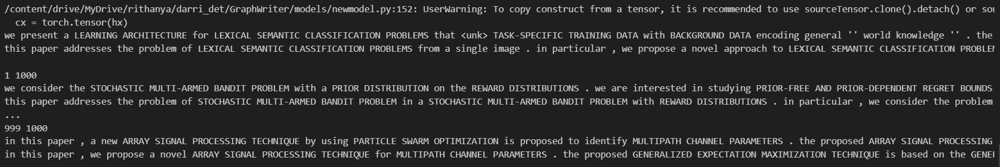 /content/drive/MyDrive/rithanya/darri_det/GraphWriter/models/newmodel.py:152: UserWarning: To copy construct from a tensor, it is recommended to use sourceTensor.clone().detach() or
  cx = torch.tensor(hx)
we present a LEARNING ARCHITECTURE for LEXICAL SEMANTIC CLASSIFICATION PROBLEMS that <unk> TASK-SPECIFIC TRAINING DATA with BACKGROUND DATA encoding general '' world knowledge '' . the
this paper addresses the problem of LEXICAL SEMANTIC CLASSIFICATION PROBLEMS from a single image . in particular , we propose a novel approach to LEXICAL SEMANTIC CLASSIFICATION
1 1000
we consider the STOCHASTIC MULTI-ARMED BANDIT PROBLEM with a PRIOR DISTRIBUTION on the REWARD DISTRIBUTIONS . we are interested in studying PRIOR-FREE AND PRIOR-DEPENDENT REGRET BOUNDS
this paper addresses the problem of STOCHASTIC MULTI-ARMED BANDIT PROBLEM in a STOCHASTIC MULTI-ARMED BANDIT PROBLEM with REWARD DISTRIBUTIONS . in particular , we consider the problem
...
999 1000
in this paper , a new ARRAY SIGNAL PROCESSING TECHNIQUE by using PARTICLE SWARM OPTIMIZATION is proposed to identify MULTIPATH CHANNEL PARAMETERS . the proposed ARRAY SIGNAL PROCESSING
in this paper , we propose a novel ARRAY SIGNAL PROCESSING TECHNIQUE for MULTIPATH CHANNEL PARAMETERS . the proposed GENERALIZED EXPECTATION MAXIMIZATION TECHNIQUE is based on the